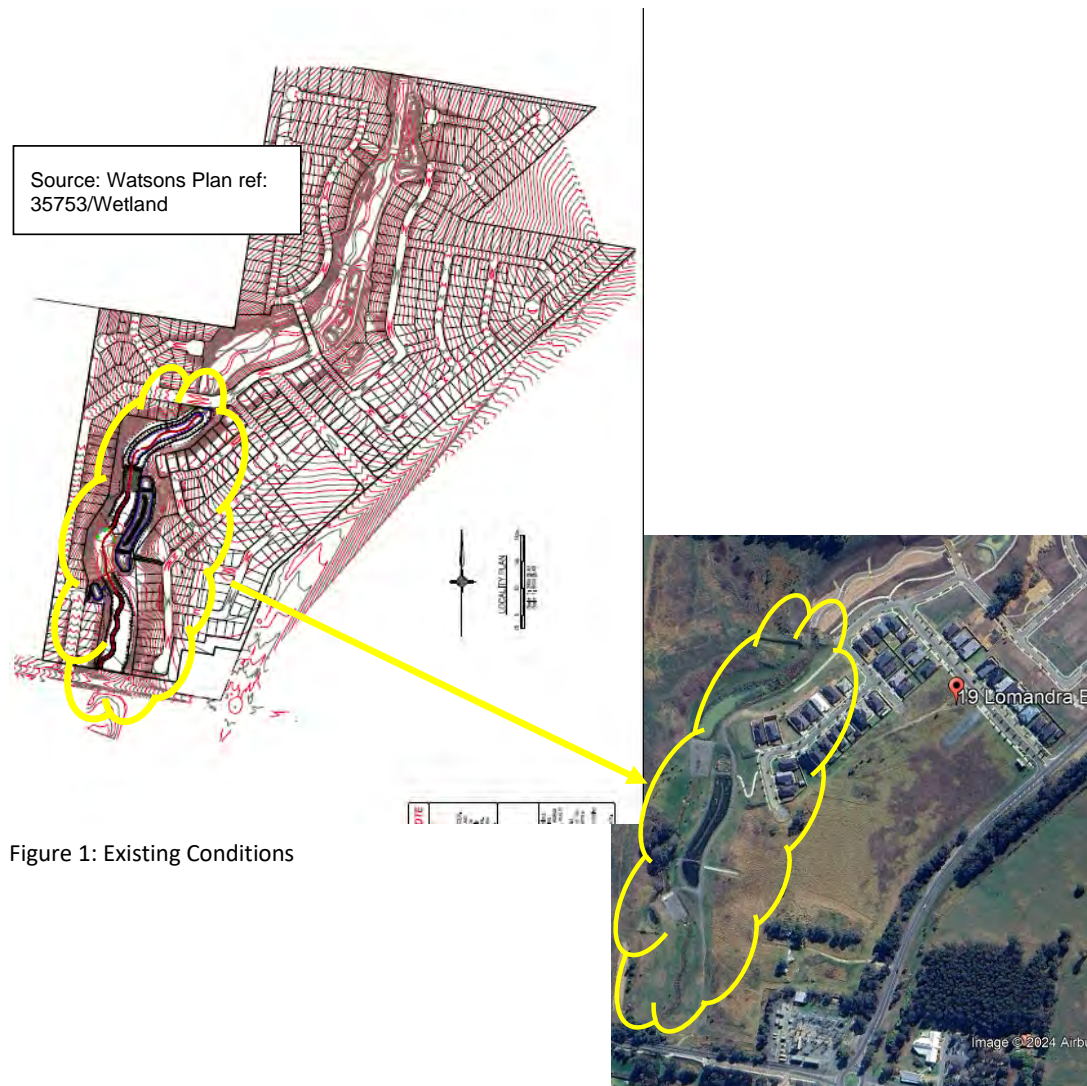 Source: Watsons Plan ref:
35753/Wetland
LOCALITY PLAN
19 Lomandra
Image © 2024 Airbu
Figure 1: Existing Conditions